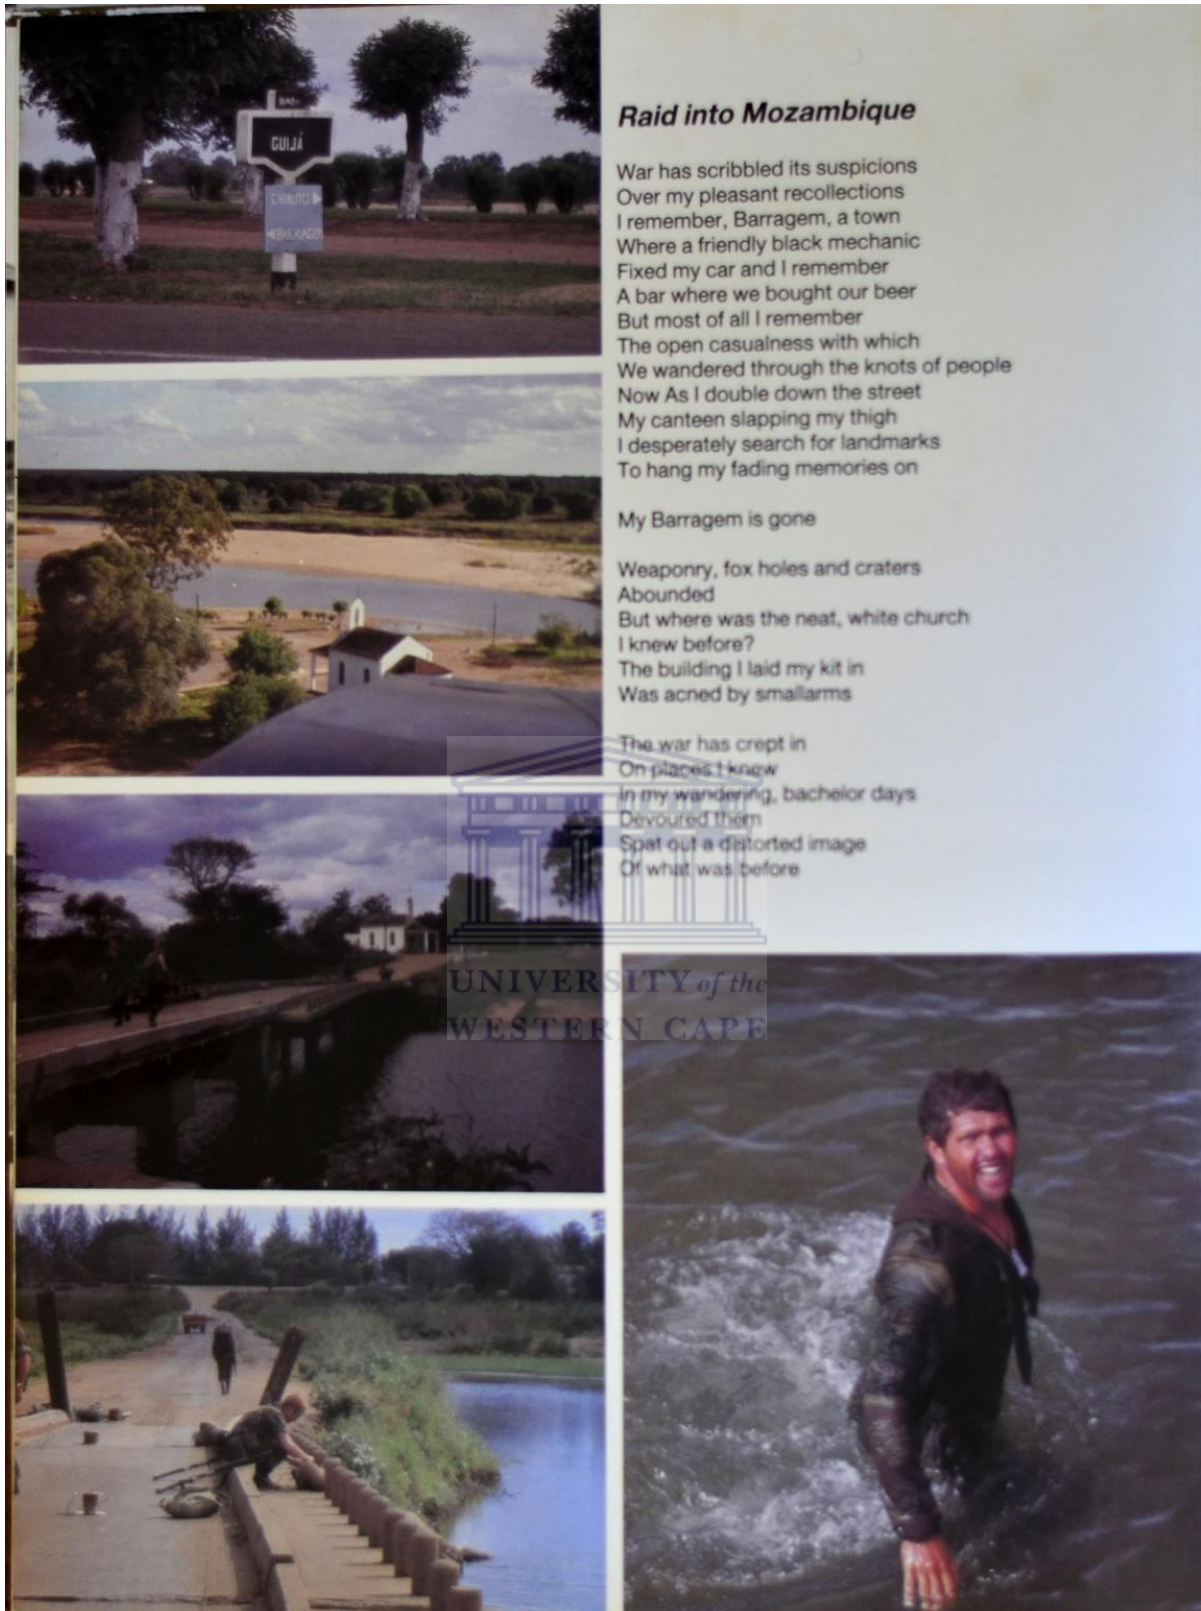 GUIJÁ
CHIBUTO
BARRAGEM
Raid into Mozambique
War has scribbled its suspicions
Over my pleasant recollections
I remember, Barragem, a town
Where a friendly black mechanic
Fixed my car and I remember
A bar where we bought our beer
But most of all I remember
The open casualness with which
We wandered through the knots of people
Now As I double down the street
My canteen slapping my thigh
I desperately search for landmarks
To hang my fading memories on
My Barragem is gone
Weaponry, fox holes and craters
Abounded
But where was the neat, white church
I knew before?
The building I laid my kit in
Was acned by smallarms
The war has crept in
On places I knew
In my wandering, bachelor days
Devoured them
Spat out a distorted image
Of what was before
UNIVERSITY of the
WESTERN CAPE